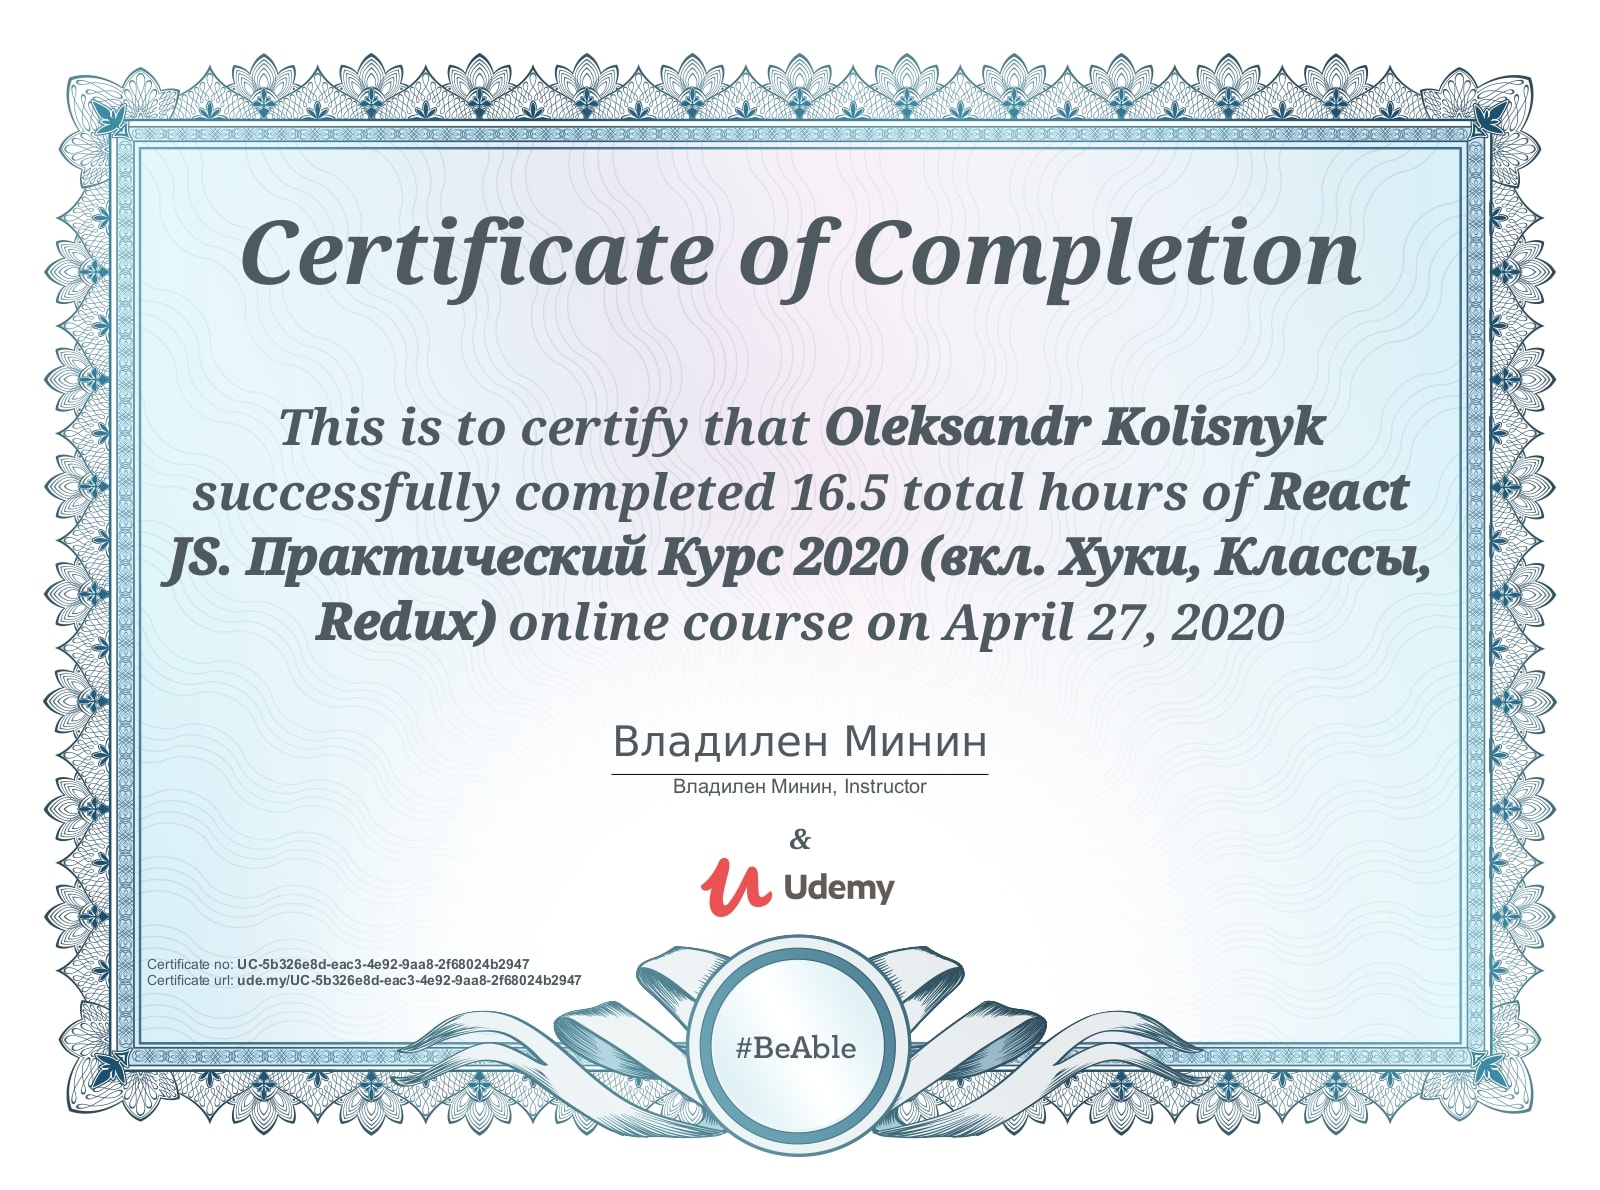 Certificate of Completion
This is to certify that Oleksandr Kolisnyk
successfully completed 16.5 total hours of React
JS. Практический Курс 2020 (вкл. Хуки, Классы,
Redux) online course on April 27, 2020
Владилен Минин
Владилен Минин, Instructor
&
Udemy
Certificate no: UC-5b326e8d-eac3-4e92-9aa8-2f68024b2947
Certificate url: ude.my/UC-5b326e8d-eac3-4e92-9aa8-2f68024b2947
#BeAble